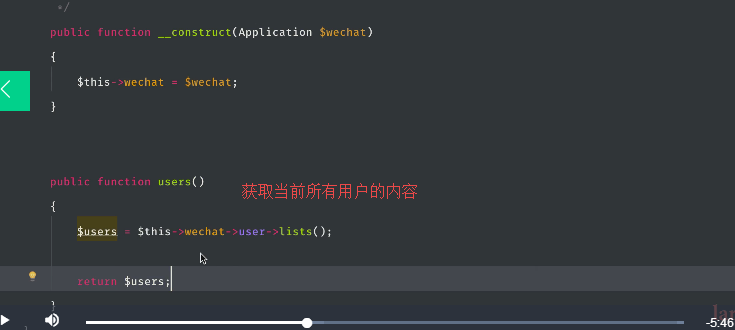 */
public function __construct(Application $wechat)
{
$this->wechat = $wechat;
}
public function users()
获取当前所有用户的内容
{
$users = $this->wechat->user->lists();
return $users;
}
-5:46